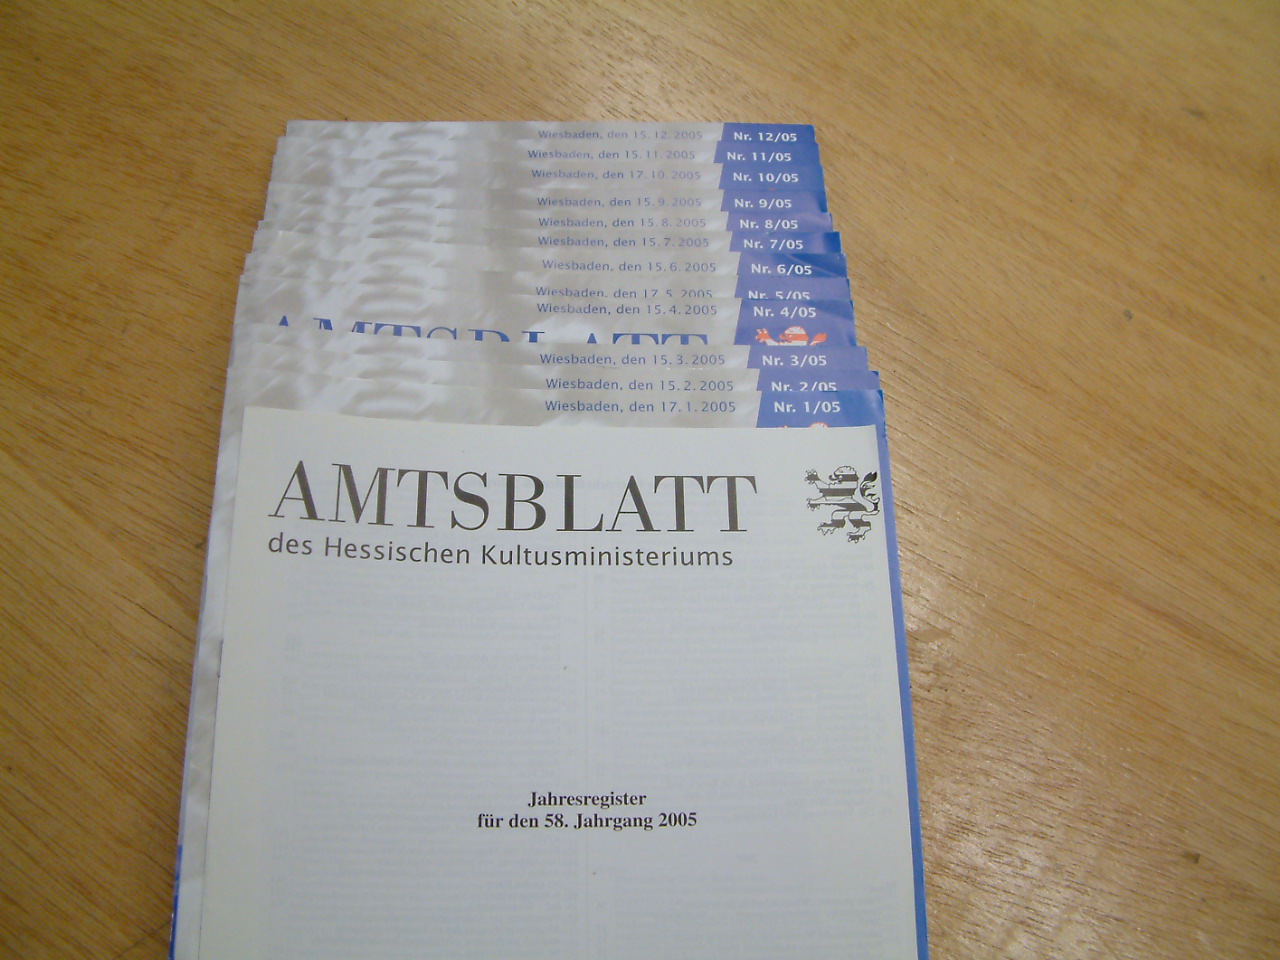 Wiesbaden, den 15.12.2005 Nr. 12/05
Wiesbaden, den 15.11.2005 Nr. 11/05
Wiesbaden, den 17.10.2005 Nr. 10/05
Wiesbaden, den 15.9.2005 Nr. 9/05
Wiesbaden, den 15.8.2005 Nr. 8/05
Wiesbaden, den 15.7.2005 Nr. 7/05
Wiesbaden, den 15.6.2005 Nr. 6/05
Wiesbaden, den 17.5.2005 Nr. 5/05
Wiesbaden, den 15.4.2005 Nr. 4/05
AMTSBLATT
Wiesbaden, den 15.3.2005 Nr. 3/05
Wiesbaden, den 15.2.2005 Nr. 2/05
Wiesbaden, den 17.1.2005 Nr. 1/05
AMTSBLATT
des Hessischen Kultusministeriums
Jahresregister
für den 58. Jahrgang 2005